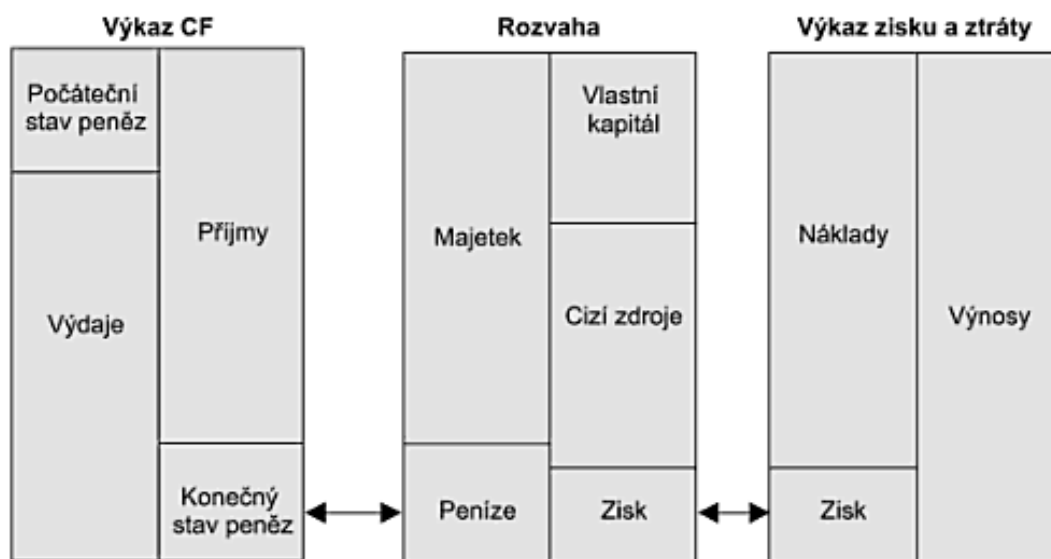 Výkaz CF
Počáteční
stav peněz
Výdaje
Příjmy
Konečný
stav peněz
Rozvaha
Majetek
Peníze
Vlastní
kapitál
Cizí zdroje
Zisk
Výkaz zisku a ztráty
Náklady
Zisk
Výnosy